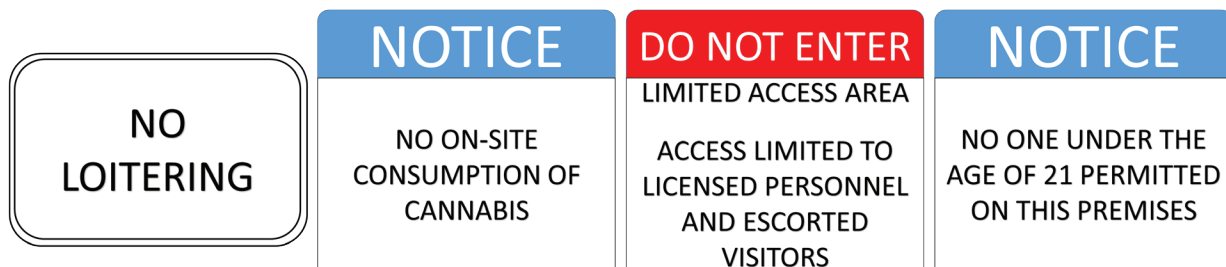 NO
LOITERING
NOTICE
NO ON-SITE
CONSUMPTION OF
CANNABIS
DO NOT ENTER
LIMITED ACCESS AREA
ACCESS LIMITED TO
LICENSED PERSONNEL
AND ESCORTED
VISITORS
NOTICE
NO ONE UNDER THE
AGE OF 21 PERMITTED
ON THIS PREMISES